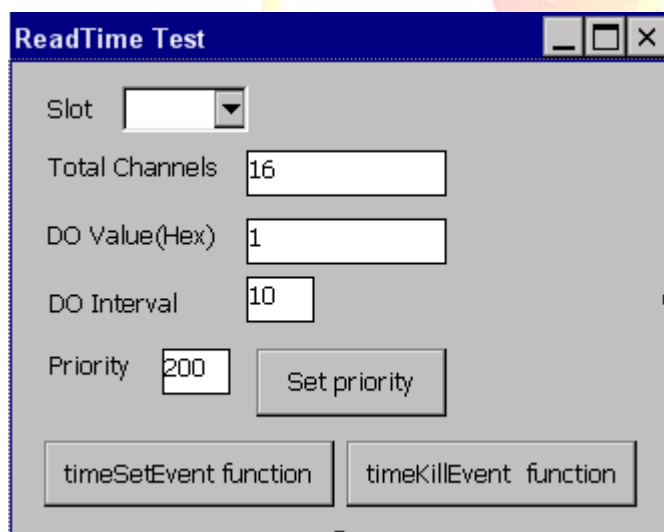 ReadTime Test
Slot
Total Channels 16
DO Value(Hex) 1
DO Interval 10
Priority 200 Set priority
timeSetEvent function timeKillEvent function